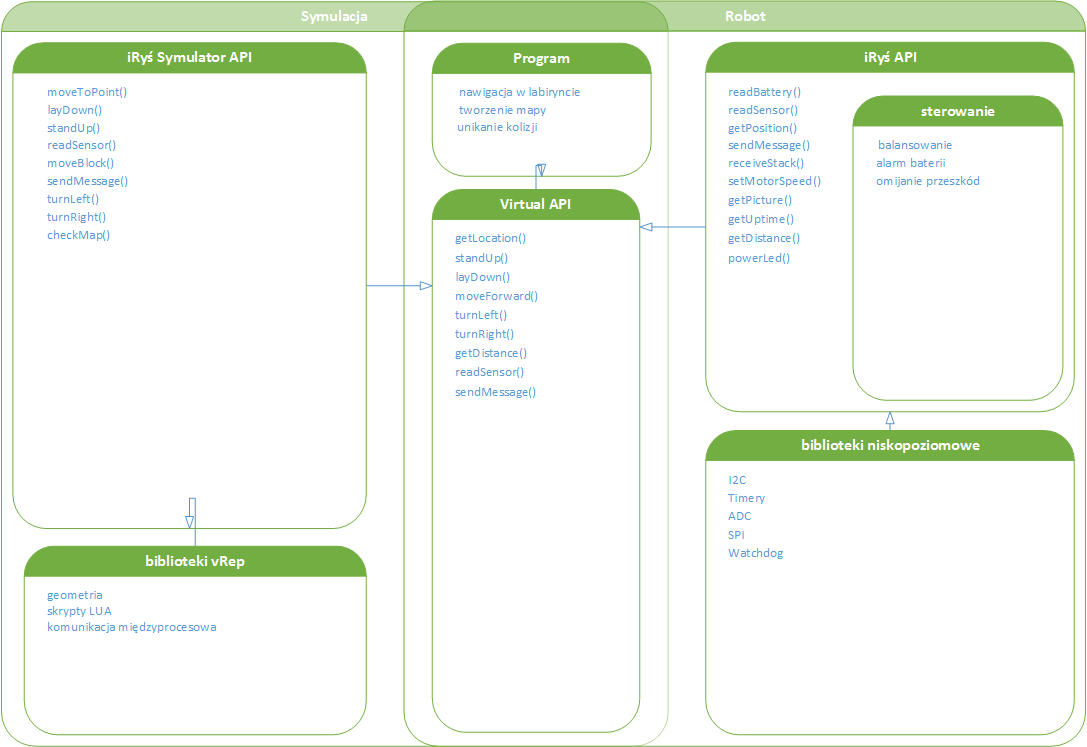 Symulacja
Robot
iRyś Symulator API
moveToPoint()
layDown()
standUp()
readSensor()
moveBlock()
sendMessage()
turnLeft()
turnRight()
checkMap()
biblioteki vRep
geometria
skrypty LUA
komunikacja międzyprocesowa
Program
nawigacja w labiryncie
tworzenie mapy
unikanie kolizji
Virtual API
getLocation()
standUp()
layDown()
moveForward()
turnLeft()
turnRight()
getDistance()
readSensor()
sendMessage()
iRyś API
readBattery()
readSensor()
getPosition()
sendMessage()
receiveStack()
setMotorSpeed()
getPicture()
getUptime()
getDistance()
powerLed()
sterowanie
balansowanie
alarm baterii
omijanie przeszkód
biblioteki niskopoziomowe
I2C
Timery
ADC
SPI
Watchdog